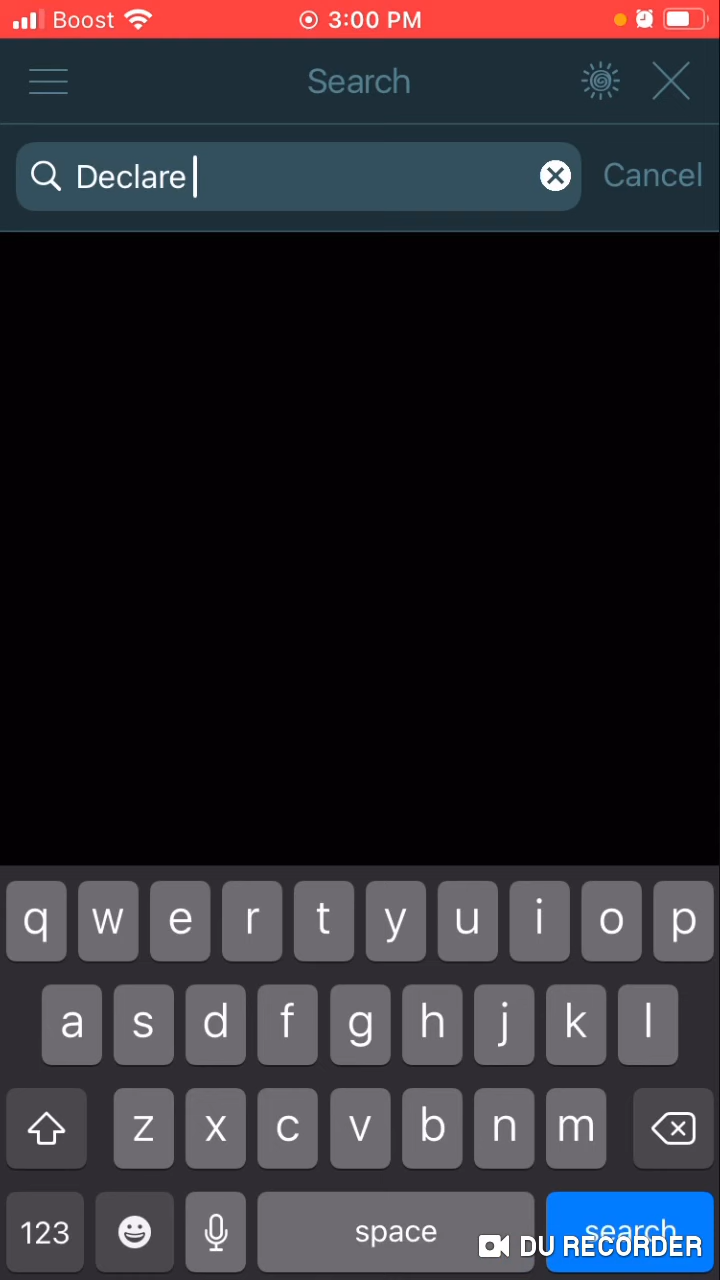 Boost 3:00 PM
Search
Declare
Cancel
q w e r t y u i o p
a s d f g h j k l
z x c v b n m
123 space search
DU RECORDER